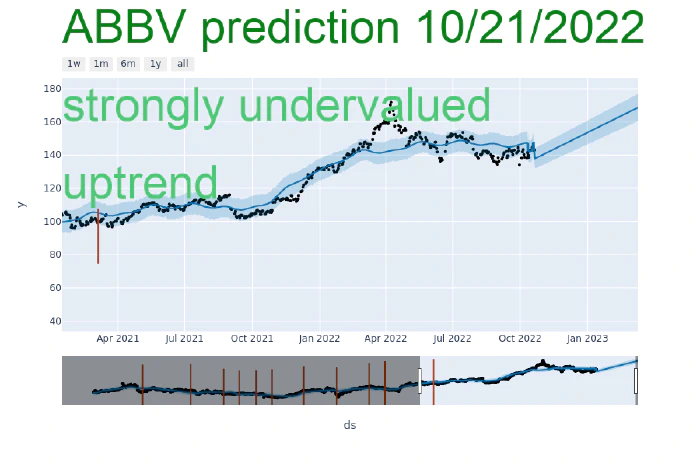 ABBV prediction 10/21/2022
1w 1m 6m 1y all
strongly undervalued
uptrend
180
160
140
120
100
80
60
40
y
Apr 2021 Jul 2021 Oct 2021 Jan 2022 Apr 2022 Jul 2022 Oct 2022 Jan 2023
ds